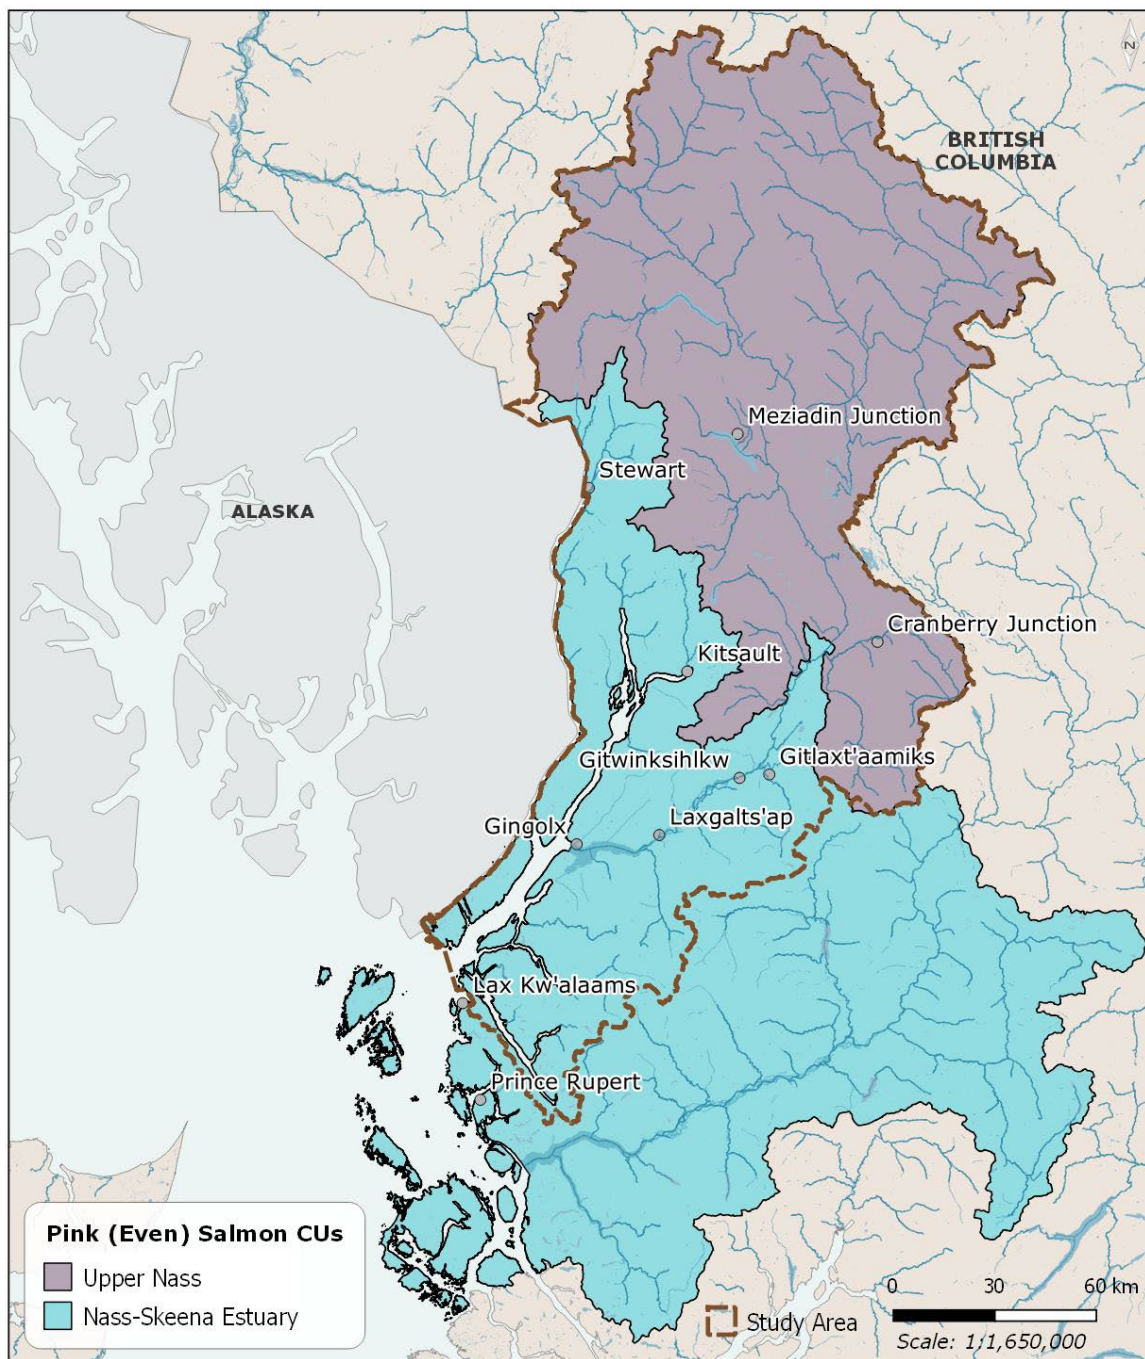 N
BRITISH
COLUMBIA
Meziadin Junction
Stewart
ALASKA
Cranberry Junction
Kitsault
Gitwinksihlkw
Gitlaxt'aamiks
Laxgalts'ap
Gingolx
Lax Kw'alaams
Prince Rupert
Pink (Even) Salmon CUs
Upper Nass
Nass-Skeena Estuary
Study Area
0 30 60 km
Scale: 1:1,650,000